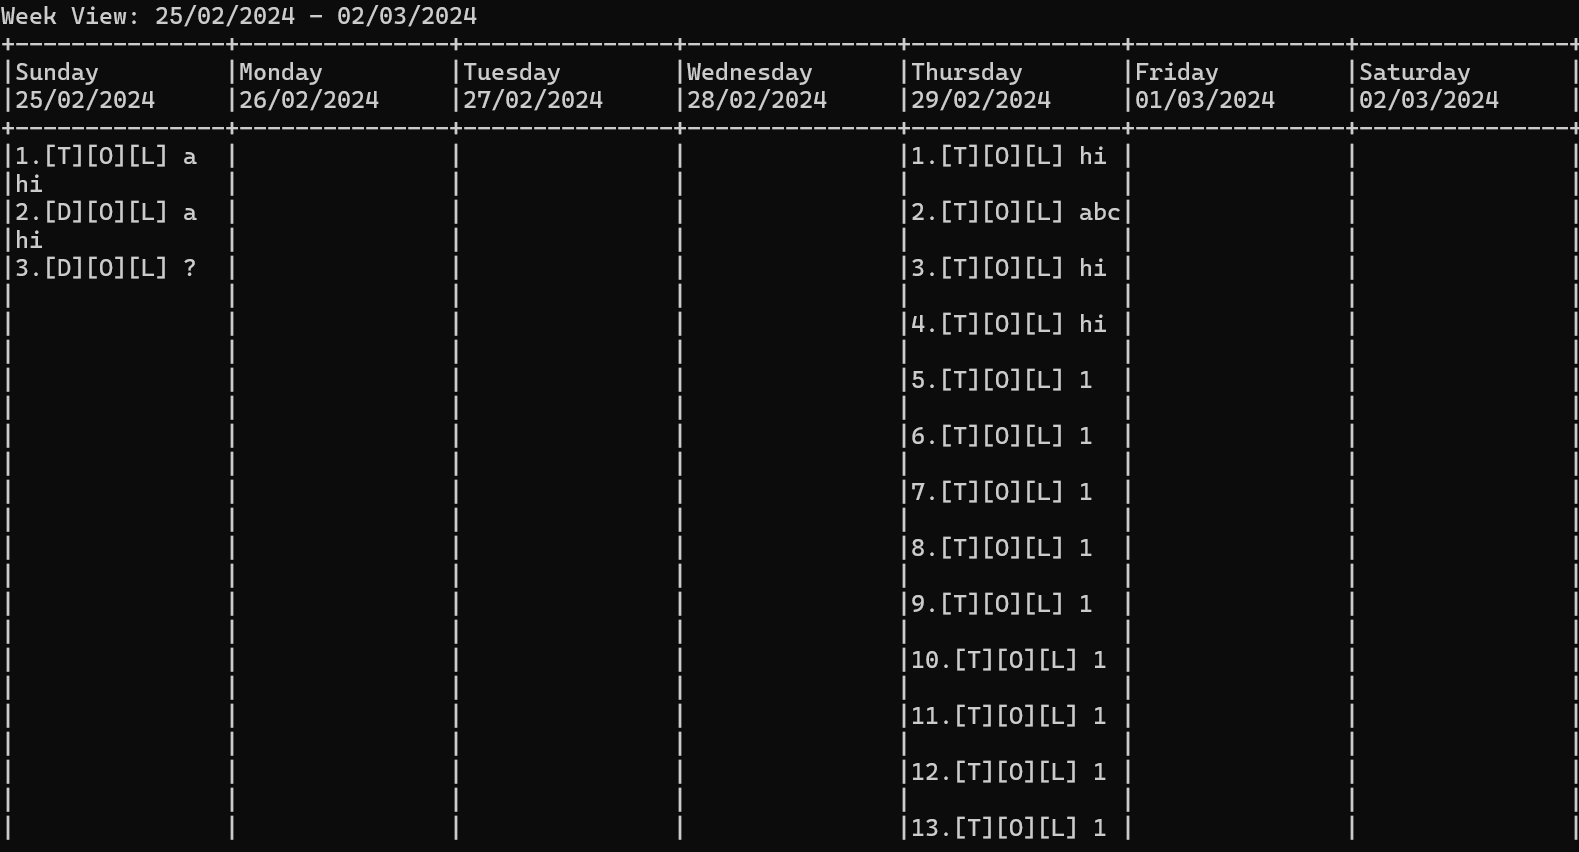 Week View: 25/02/2024 - 02/03/2024
+---------------+---------------+---------------+---------------+---------------+---------------+---------------+
|Sunday         |Monday         |Tuesday        |Wednesday      |Thursday       |Friday         |Saturday       |
|25/02/2024     |26/02/2024     |27/02/2024     |28/02/2024     |29/02/2024     |01/03/2024     |02/03/2024     |
+---------------+---------------+---------------+---------------+---------------+---------------+---------------+
|1.[T][O][L] a  |               |               |               |1.[T][O][L] hi |               |               |
|hi             |               |               |               |               |               |               |
|2.[D][O][L] a  |               |               |               |2.[T][O][L] abc|               |               |
|hi             |               |               |               |               |               |               |
|3.[D][O][L] ?  |               |               |               |3.[T][O][L] hi |               |               |
|               |               |               |               |               |               |               |
|               |               |               |               |4.[T][O][L] hi |               |               |
|               |               |               |               |               |               |               |
|               |               |               |               |5.[T][O][L] 1  |               |               |
|               |               |               |               |               |               |               |
|               |               |               |               |6.[T][O][L] 1  |               |               |
|               |               |               |               |               |               |               |
|               |               |               |               |7.[T][O][L] 1  |               |               |
|               |               |               |               |               |               |               |
|               |               |               |               |8.[T][O][L] 1  |               |               |
|               |               |               |               |               |               |               |
|               |               |               |               |9.[T][O][L] 1  |               |               |
|               |               |               |               |               |               |               |
|               |               |               |               |10.[T][O][L] 1 |               |               |
|               |               |               |               |               |               |               |
|               |               |               |               |11.[T][O][L] 1 |               |               |
|               |               |               |               |               |               |               |
|               |               |               |               |12.[T][O][L] 1 |               |               |
|               |               |               |               |               |               |               |
|               |               |               |               |13.[T][O][L] 1 |               |               |